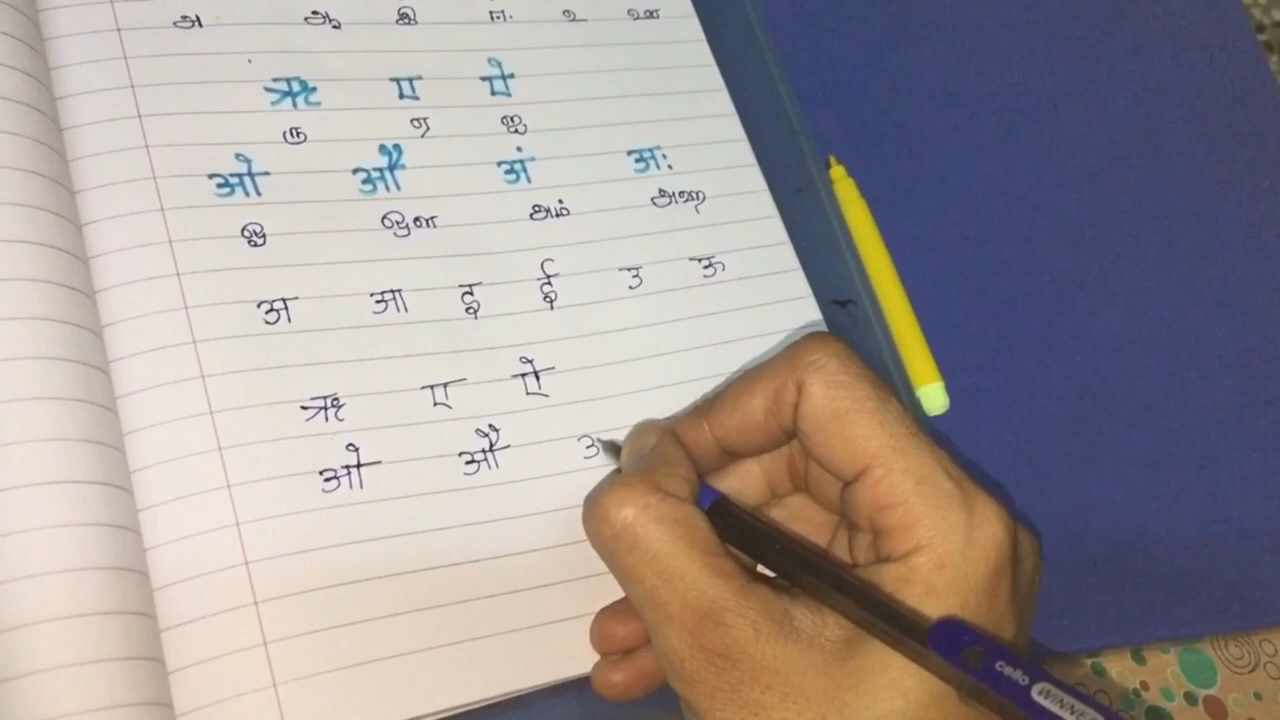 அ ஆ இ ஈ உ ஊ
ऋ ए ऐ
ரு ஏ ஐ
ओ औ अं अः
ஓ ஔ அம் அஹ
अ आ इ ई उ ऊ
ऋ ए ऐ
ओ औ
cello WINNER